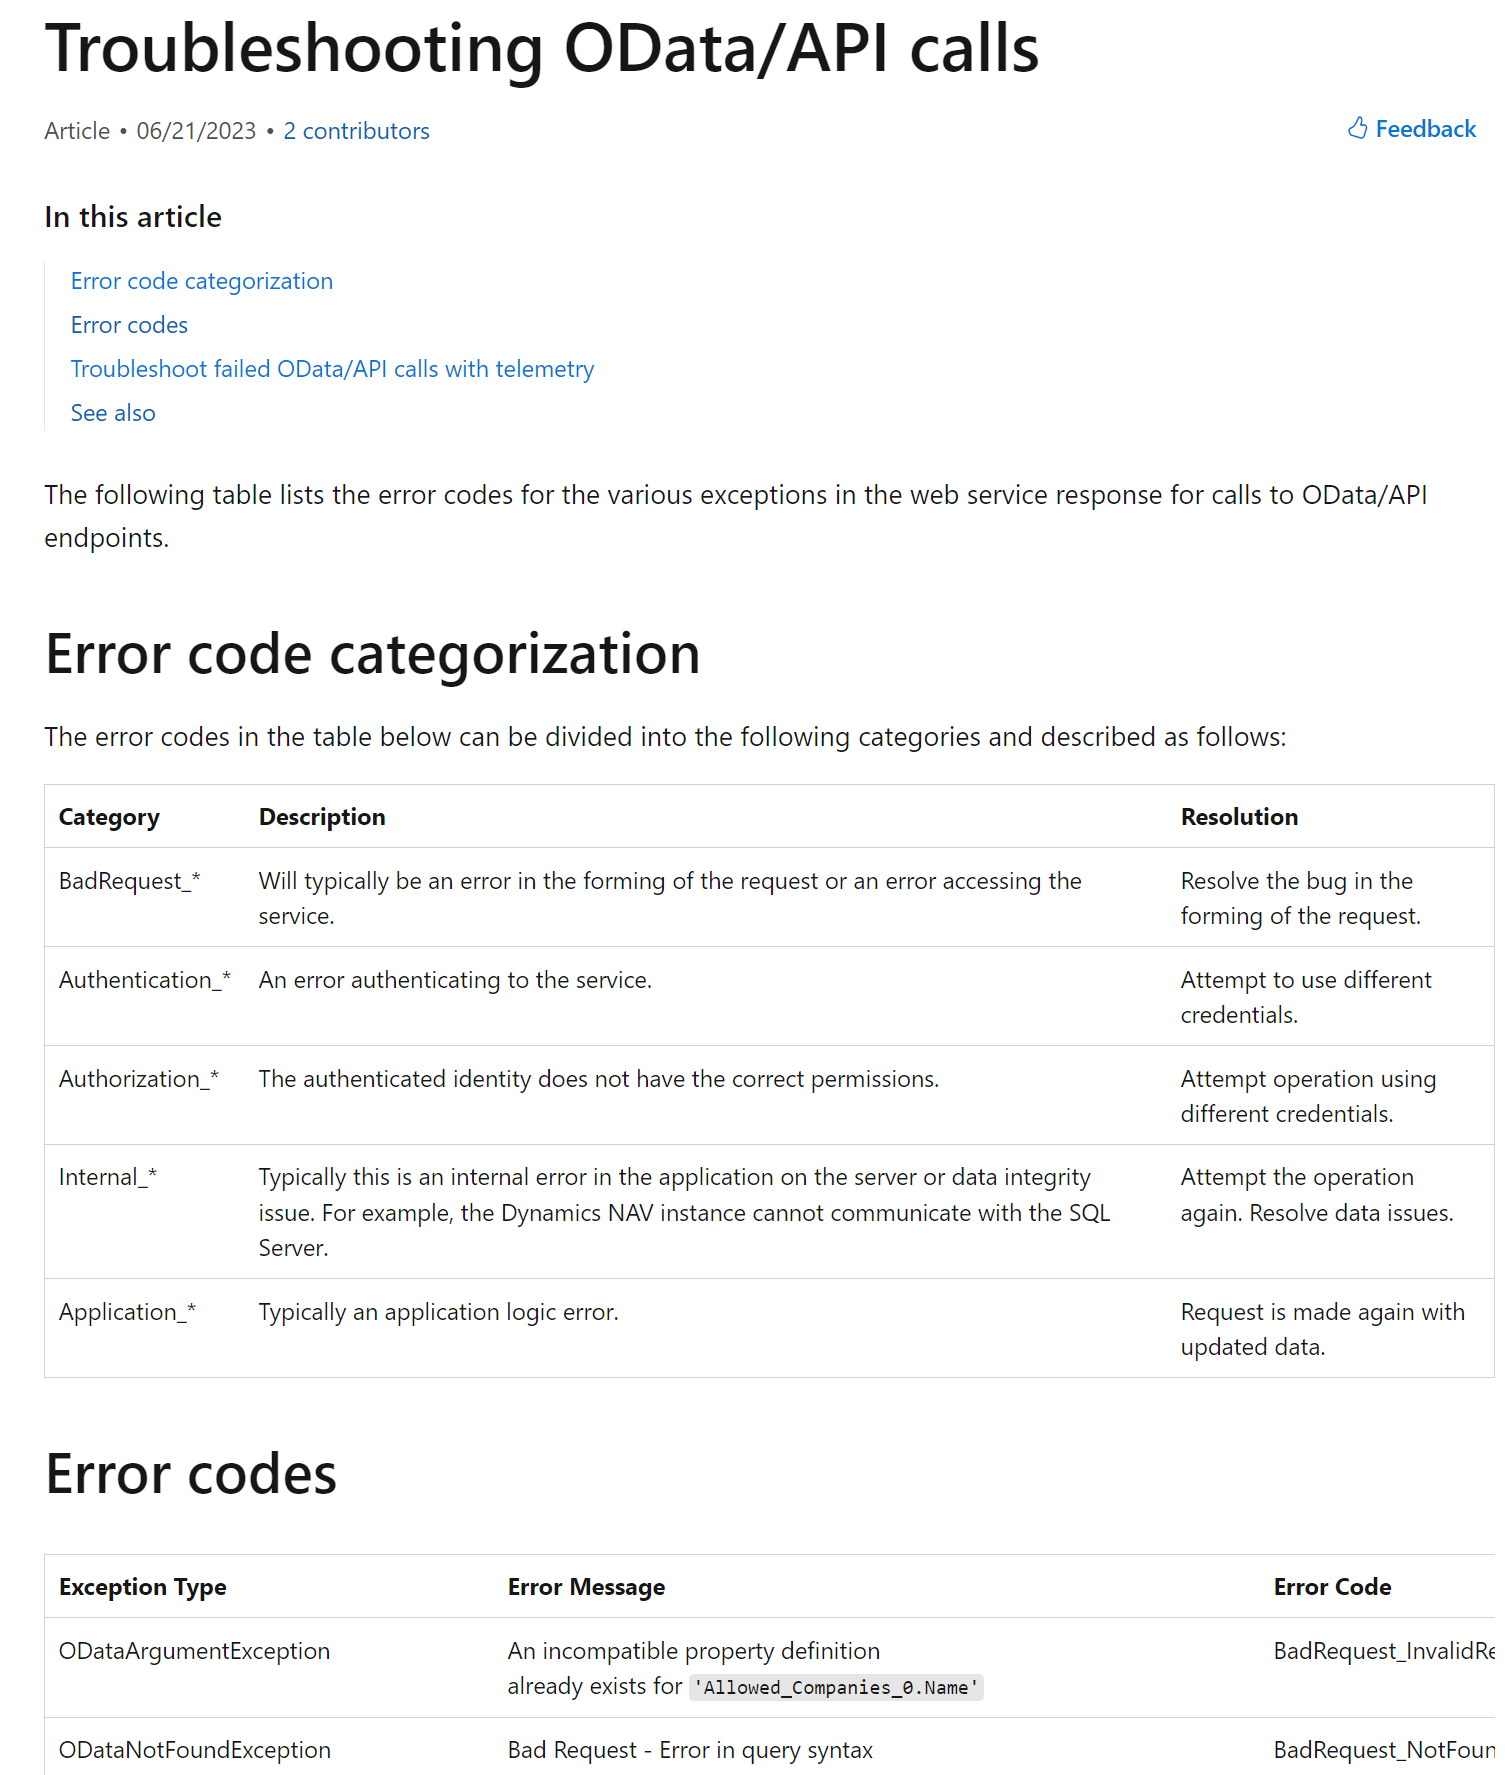 Troubleshooting OData/API calls
Article • 06/21/2023 • 2 contributors
Feedback
In this article
Error code categorization
Error codes
Troubleshoot failed OData/API calls with telemetry
See also
The following table lists the error codes for the various exceptions in the web service response for calls to OData/API
endpoints.
Error code categorization
The error codes in the table below can be divided into the following categories and described as follows:
Category Description Resolution
BadRequest_* Will typically be an error in the forming of the request or an error accessing the Resolve the bug in the
service. forming of the request.
Authentication_* An error authenticating to the service. Attempt to use different
credentials.
Authorization_* The authenticated identity does not have the correct permissions. Attempt operation using
different credentials.
Internal_* Typically this is an internal error in the application on the server or data integrity Attempt the operation
issue. For example, the Dynamics NAV instance cannot communicate with the SQL again. Resolve data issues.
Server.
Application_* Typically an application logic error. Request is made again with
updated data.
Error codes
Exception Type Error Message Error Code
ODataArgumentException An incompatible property definition BadRequest_InvalidRe
already exists for 'Allowed_Companies_0.Name'
ODataNotFoundException Bad Request - Error in query syntax BadRequest_NotFoun